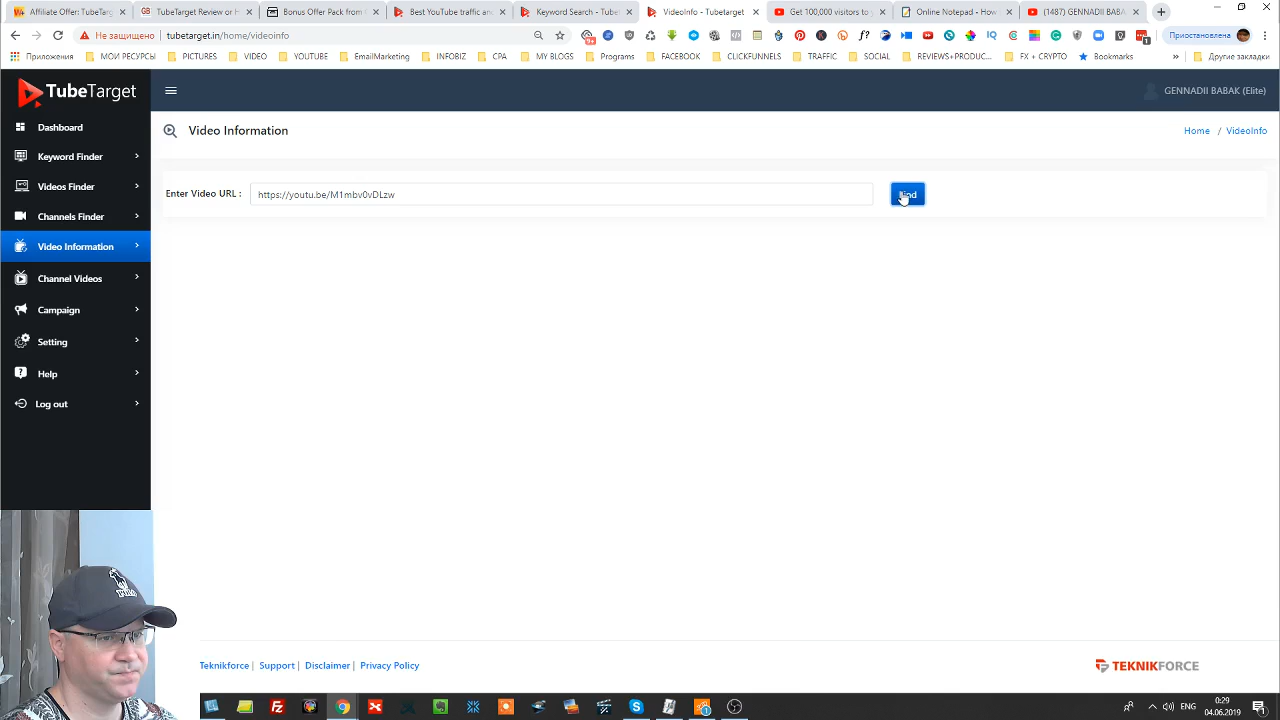 Affiliate Offer: TubeTarg
TubeTarget Review or H
Bonus Offer Pack from G
Best YouTube traffic an
Keyword Search - Tube
VideoInfo - Tubetarget
Get 100,000 visitors to
Online Notepad - How
(1487) GENNADII BABA
Не защищено
tubetarget.in/home/videoinfo
9+
IQ
1
Приостановлена
Приложения
МОИ РЕСУРСЫ
PICTURES
VIDEO
YOUTUBE
EmailMarketing
INFOBIZ
CPA
MY BLOGS
Programs
FACEBOOK
CLICKFUNNELS
TRAFFIC
SOCIAL
REVIEWS+PRODUC...
FX + CRYPTO
Bookmarks
»
Другие закладки
TubeTarget
GENNADII BABAK (Elite)
Video Information
Home / VideoInfo
Dashboard
Keyword Finder
Videos Finder
Channels Finder
Video Information
Channel Videos
Campaign
Setting
Help
Log out
Enter Video URL :
https://youtu.be/M1mbv0vDLzw
Find
Teknikforce | Support | Disclaimer | Privacy Policy
TEKNIKFORCE
0:29
04.06.2019